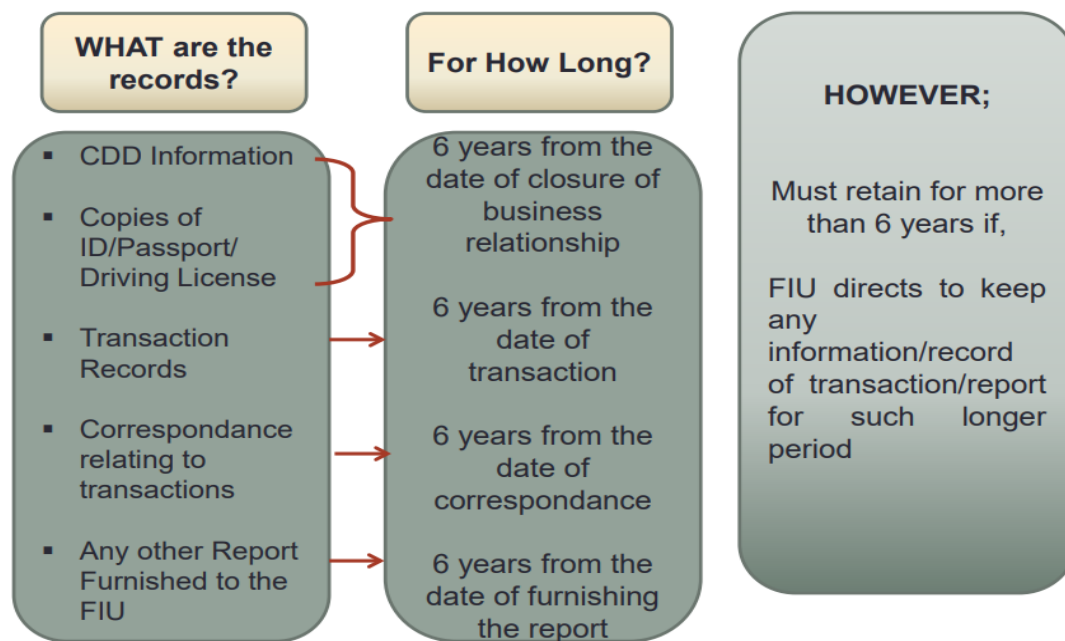 WHAT are the
records?
▪ CDD Information
▪ Copies of
ID/Passport/
Driving License
▪ Transaction
Records
▪ Correspondance
relating to
transactions
▪ Any other Report
Furnished to the
FIU
For How Long?
6 years from the
date of closure of
business
relationship
6 years from the
date of
transaction
6 years from the
date of
correspondance
6 years from the
date of furnishing
the report
HOWEVER;
Must retain for more
than 6 years if,
FIU directs to keep
any
information/record
of transaction/report
for such longer
period